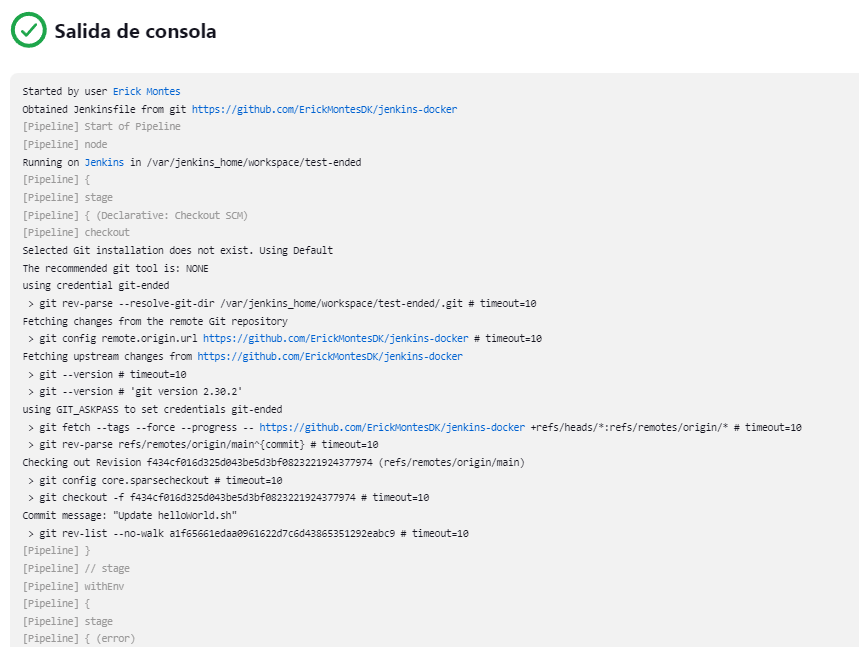 Salida de consola
Started by user Erick Montes
Obtained Jenkinsfile from git https://github.com/ErickMontesDK/jenkins-docker
[Pipeline] Start of Pipeline
[Pipeline] node
Running on Jenkins in /var/jenkins_home/workspace/test-ended
[Pipeline] {
[Pipeline] stage
[Pipeline] { (Declarative: Checkout SCM)
[Pipeline] checkout
Selected Git installation does not exist. Using Default
The recommended git tool is: NONE
using credential git-ended
 > git rev-parse --resolve-git-dir /var/jenkins_home/workspace/test-ended/.git # timeout=10
Fetching changes from the remote Git repository
 > git config remote.origin.url https://github.com/ErickMontesDK/jenkins-docker # timeout=10
Fetching upstream changes from https://github.com/ErickMontesDK/jenkins-docker
 > git --version # timeout=10
 > git --version # 'git version 2.30.2'
using GIT_ASKPASS to set credentials git-ended
 > git fetch --tags --force --progress -- https://github.com/ErickMontesDK/jenkins-docker +refs/heads/*:refs/remotes/origin/* # timeout=10
 > git rev-parse refs/remotes/origin/main^{commit} # timeout=10
Checking out Revision f434cf016d325d043be5d3bf0823221924377974 (refs/remotes/origin/main)
 > git config core.sparsecheckout # timeout=10
 > git checkout -f f434cf016d325d043be5d3bf0823221924377974 # timeout=10
Commit message: "Update helloWorld.sh"
 > git rev-list --no-walk a1f65661edaa0961622d7c6d43865351292eabc9 # timeout=10
[Pipeline] }
[Pipeline] // stage
[Pipeline] withEnv
[Pipeline] {
[Pipeline] stage
[Pipeline] { (error)